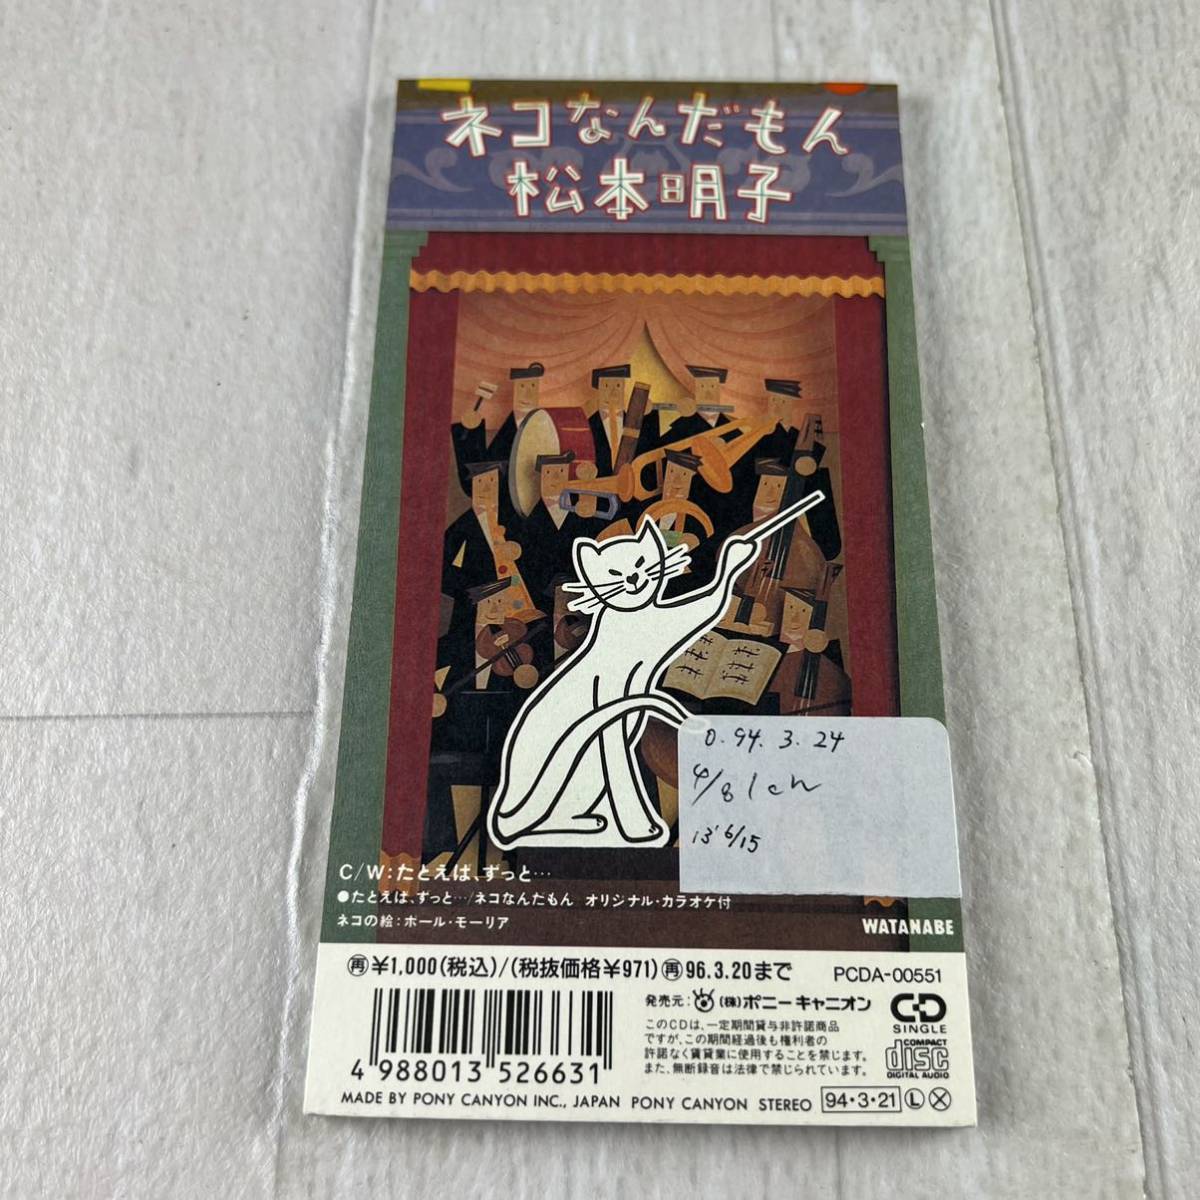 ネコなんだもん
松本明子
0.94.3.24
4/8 1ch
13' 6/15
C/W:たとえば、ずっと…
●たとえば、ずっと…/ネコなんだもん オリジナル・カラオケ付
ネコの絵:ポール・モーリア
WATANABE
再¥1,000(税込)/(税抜価格¥971)再96.3.20まで
PCDA-00551
発売元:(株)ポニーキャニオン
このCDは、一定期間貸与非許諾商品
ですが、この期間経過後も権利者の
許諾なく賃貸業に使用することを禁じます。
また、無断録音は法律で禁じられています。
CD
SINGLE
COMPACT
disc
DIGITAL AUDIO
4 988013 526631
MADE BY PONY CANYON INC., JAPAN PONY CANYON STEREO 94・3・21 L X